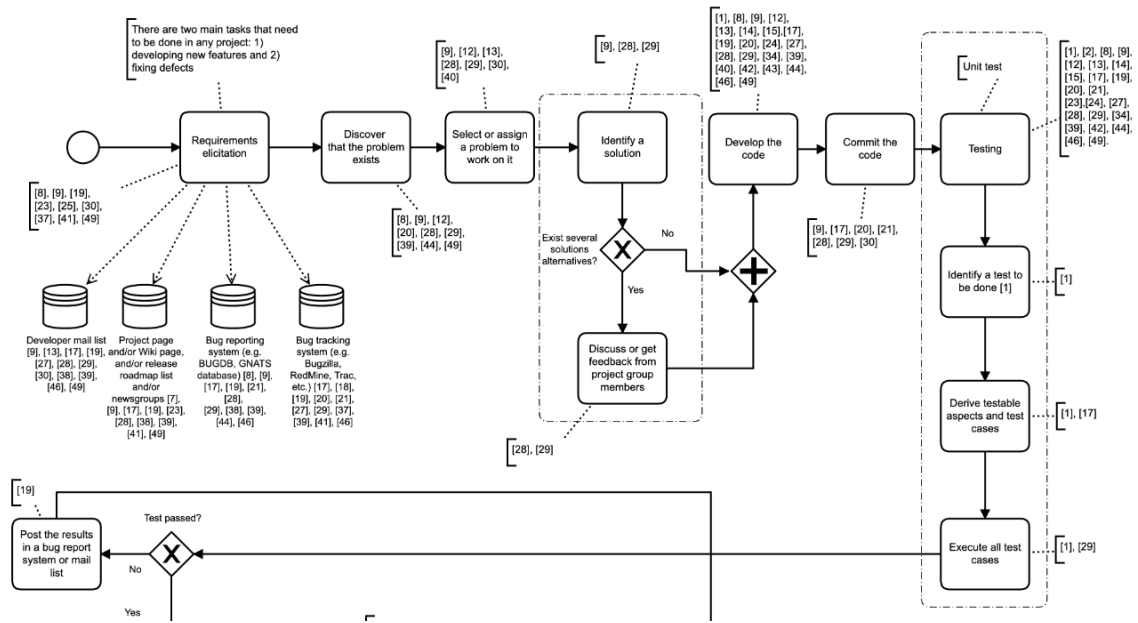 There are two main tasks that need
to be done in any project: 1)
developing new features and 2)
fixing defects
[9], [12], [13],
[28], [29], [30],
[40]
[9], [28], [29]
[1], [8], [9], [12],
[13], [14], [15],[17],
[19], [20], [24], [27],
[28], [29], [34], [39],
[40], [42], [43], [44],
[46], [49]
Unit test
[1], [2], [8], [9],
[12], [13], [14],
[15], [17], [19],
[20], [21],
[23],[24], [27],
[28], [29], [34],
[39], [42], [44],
[46], [49].
Requirements
elicitation
Discover
that the problem
exists
Select or assign
a problem to
work on it
Identify a
solution
Develop the
code
Commit the
code
Testing
[8], [9], [19],
[23], [25], [30],
[37], [41], [49]
[8], [9], [12],
[20], [28], [29],
[39], [44], [49]
Exist several
solutions
alternatives?
X
No
Yes
[9], [17], [20], [21],
[28], [29], [30]
Identify a test to
be done [1]
[1]
Developer mail list
[9], [13], [17], [19],
[27], [28], [29],
[30], [38], [39],
[46], [49]
Project page
and/or Wiki page,
and/or release
roadmap list
and/or
newsgroups [7],
[9], [17], [19], [23],
[28], [38], [39],
[41], [49]
Bug reporting
system (e.g.
BUGDB, GNATS
database) [8], [9],
[17], [19], [21],
[28],
[29], [38], [39],
[44], [46]
Bug tracking
system (e.g.
Bugzilla,
RedMine, Trac,
etc.) [17], [18],
[19], [20], [21],
[27], [29], [37],
[39], [41], [46]
Discuss or get
feedback from
project group
members
[28], [29]
Derive testable
aspects and test
cases
[1], [17]
[19]
Post the results
in a bug report
system or mail
list
Test passed?
X
No
Yes
Execute all test
cases
[1], [29]